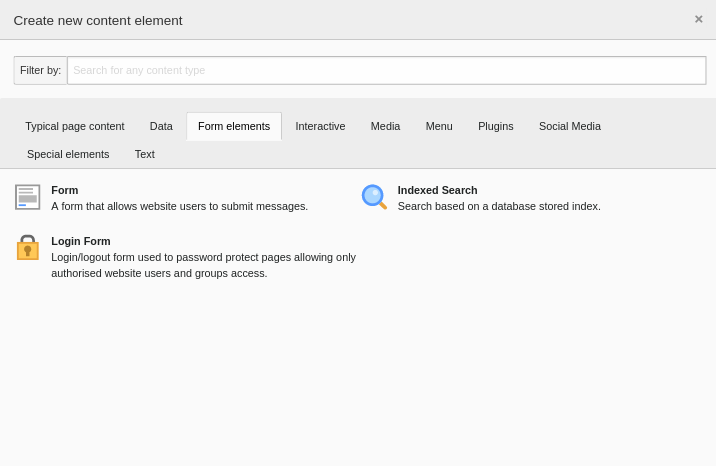 Create new content element
×
Filter by: Search for any content type
Typical page content Data Form elements Interactive Media Menu Plugins Social Media
Special elements Text
Form
A form that allows website users to submit messages.
Indexed Search
Search based on a database stored index.
Login Form
Login/logout form used to password protect pages allowing only
authorised website users and groups access.